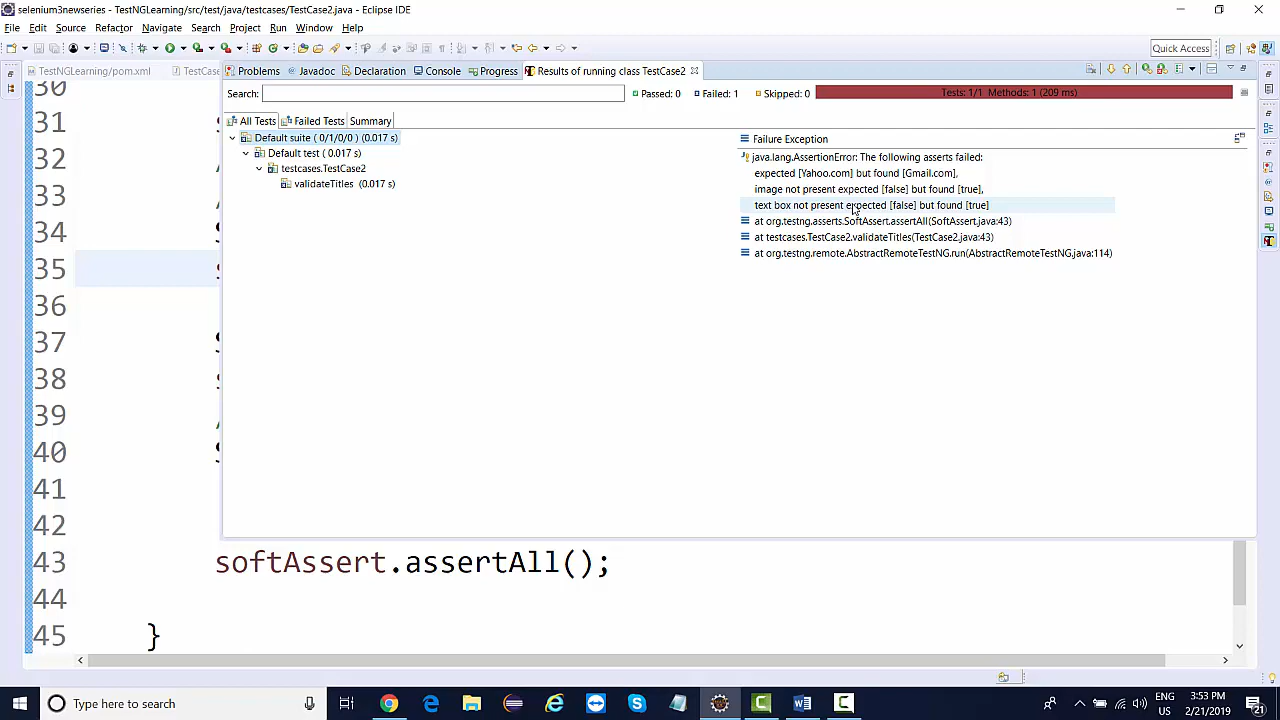 selenium3newseries - TestNGLearning/src/test/java/testcases/TestCase2.java - Eclipse IDE
File Edit Source Refactor Navigate Search Project Run Window Help
Quick Access
TestNGLearning/pom.xml TestCase
Problems Javadoc Declaration Console Progress Results of running class TestCase2
Search: Passed: 0 Failed: 1 Skipped: 0 Tests: 1/1 Methods: 1 (209 ms)
All Tests Failed Tests Summary
Default suite ( 0/1/0/0 ) (0.017 s)
Default test ( 0.017 s)
testcases.TestCase2
validateTitles (0.017 s)
Failure Exception
java.lang.AssertionError: The following asserts failed:
expected [Yahoo.com] but found [Gmail.com],
image not present expected [false] but found [true],
text box not present expected [false] but found [true]
at org.testng.asserts.SoftAssert.assertAll(SoftAssert.java:43)
at testcases.TestCase2.validateTitles(TestCase2.java:43)
at org.testng.remote.AbstractRemoteTestNG.run(AbstractRemoteTestNG.java:114)
30
31
32
33
34
35
36
37
38
39
40
41
42
43 softAssert.assertAll();
44
45 }
Type here to search
ENG
US
3:53 PM
2/21/2019
21